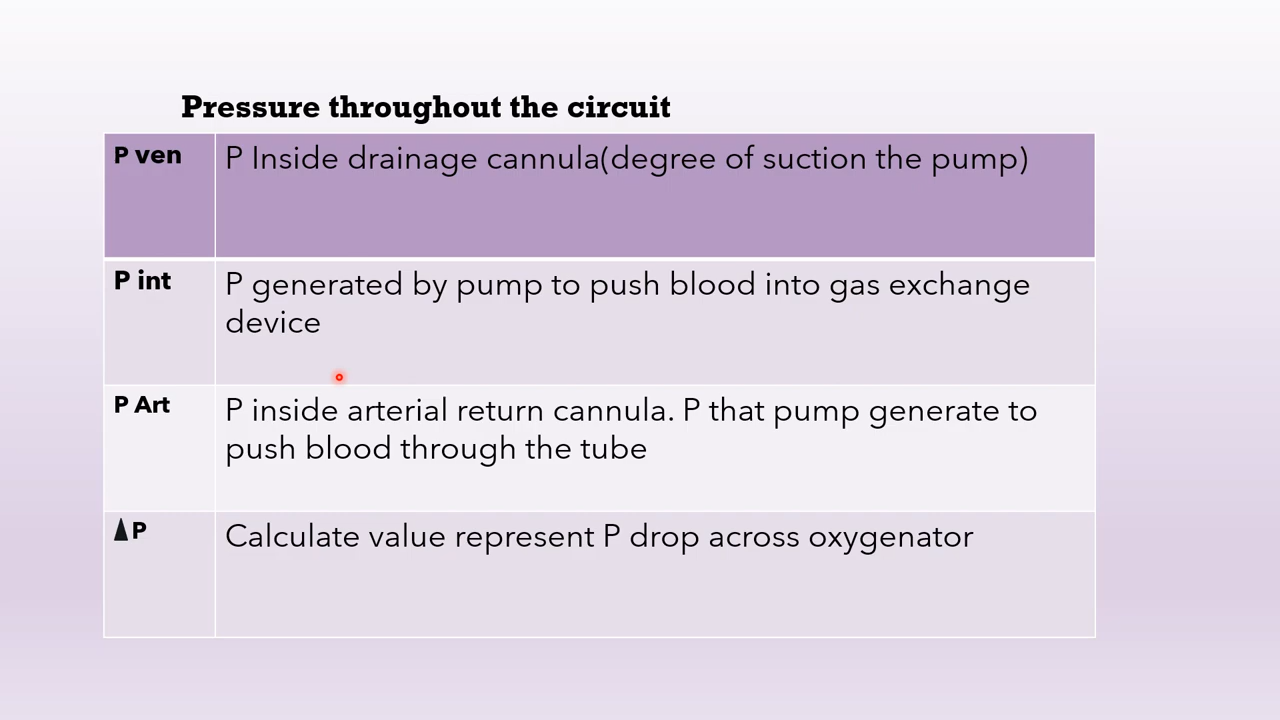 Pressure throughout the circuit
P ven
P Inside drainage cannula(degree of suction the pump)
P int
P generated by pump to push blood into gas exchange
device
P Art
P inside arterial return cannula. P that pump generate to
push blood through the tube
▲P
Calculate value represent P drop across oxygenator